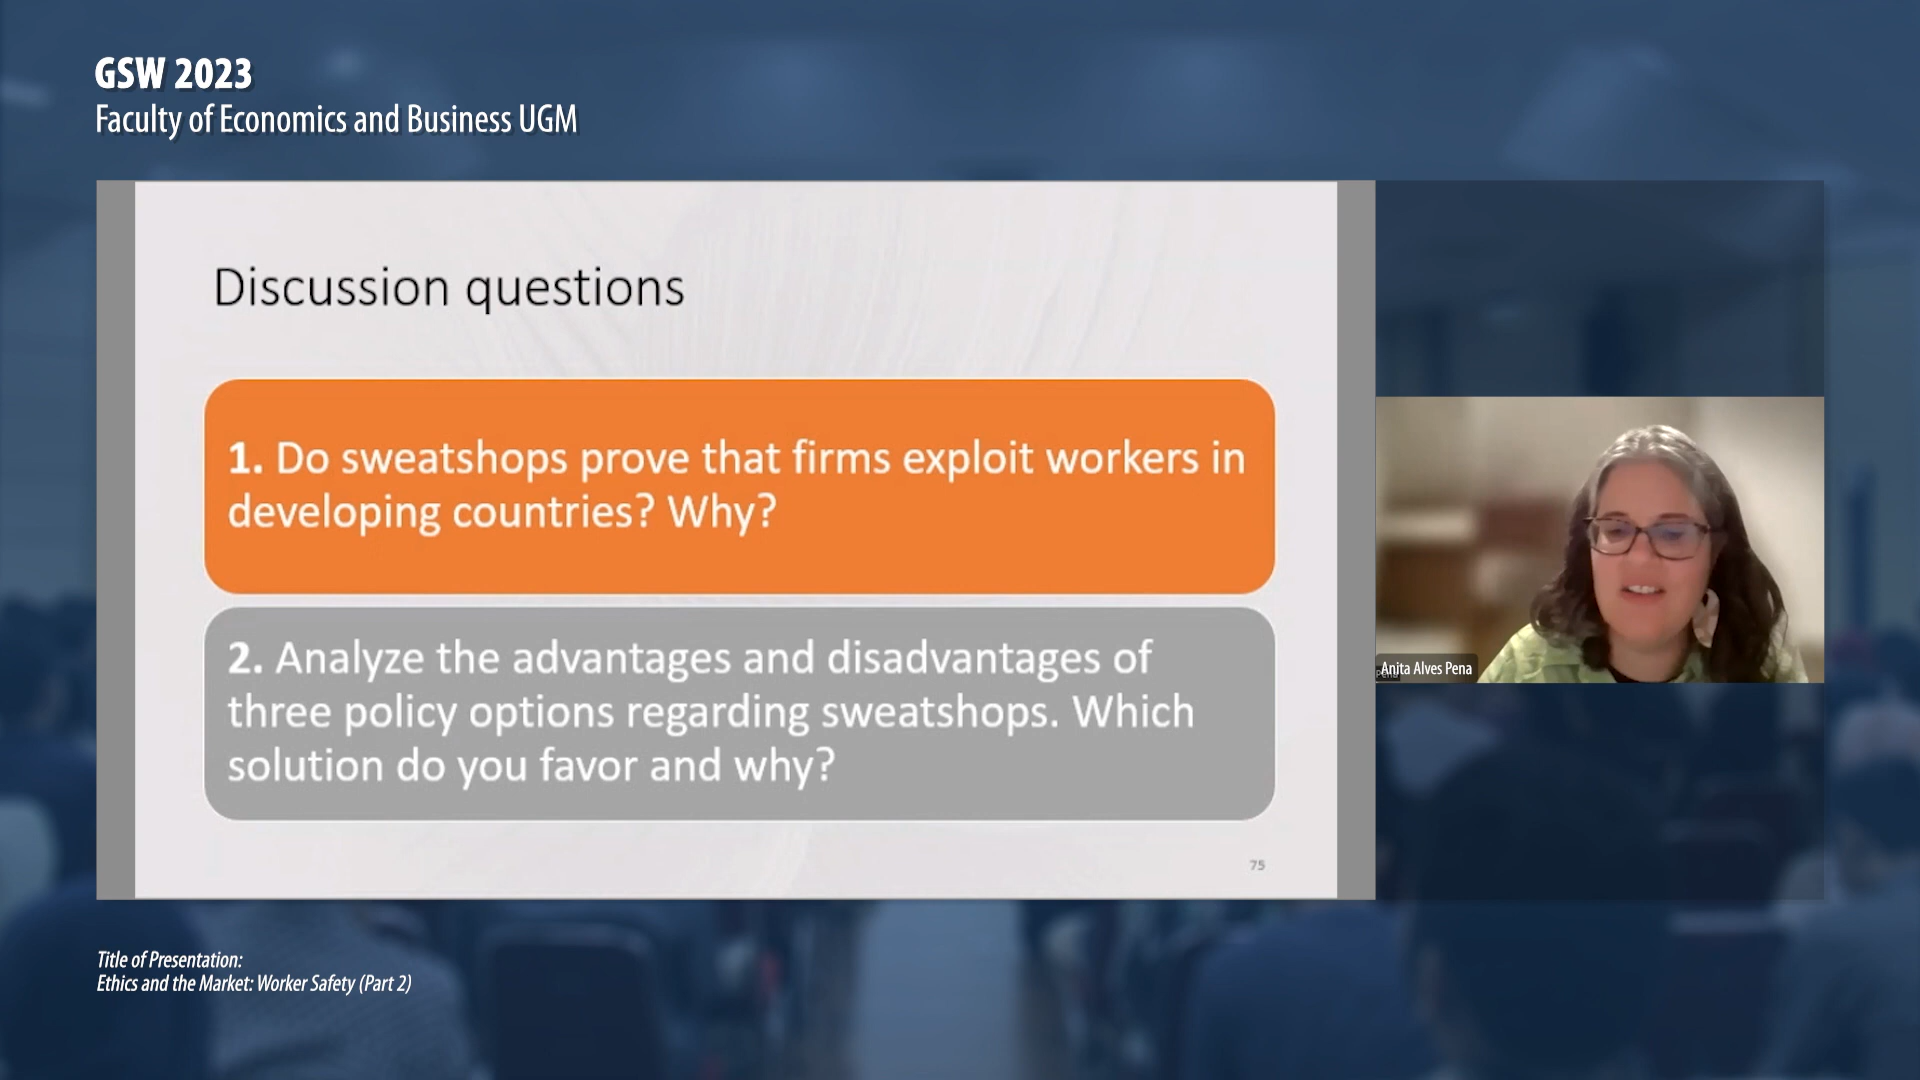 GSW 2023
Faculty of Economics and Business UGM
Discussion questions
1. Do sweatshops prove that firms exploit workers in
developing countries? Why?
2. Analyze the advantages and disadvantages of
three policy options regarding sweatshops. Which
solution do you favor and why?
75
Anita Alves Pena
Title of Presentation:
Ethics and the Market: Worker Safety (Part 2)